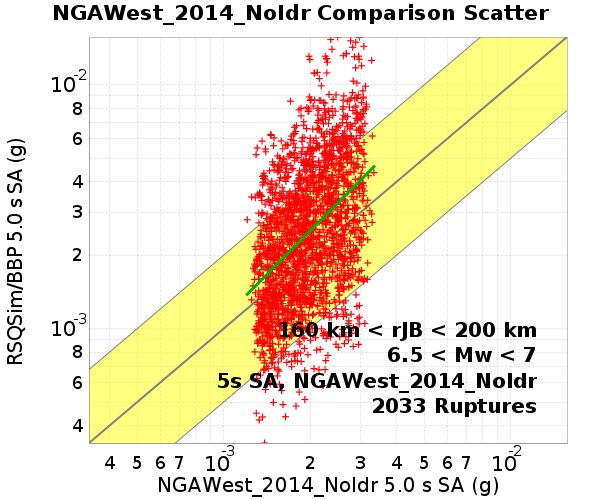 NGAWest_2014_NoIdr Comparison Scatter
RSQSim/BBP 5.0 s SA (g)
10-2
8
6
4
3
2
10-3
8
6
4
160 km < rJB < 200 km
6.5 < Mw < 7
5s SA, NGAWest_2014_NoIdr
2033 Ruptures
4 5 6 7 10-3 2 3 4 5 6 7 10-2
NGAWest_2014_NoIdr 5.0 s SA (g)